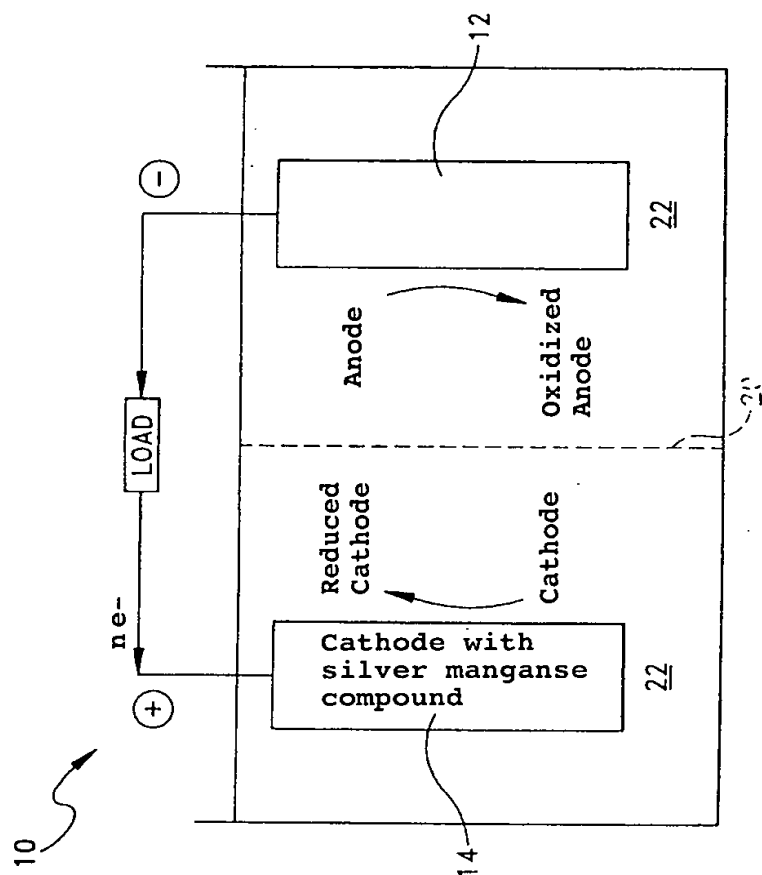 10
ne-
+
LOAD
−
Reduced
Cathode
Anode
Cathode with
silver manganse
compound
Cathode
Oxidized
Anode
22
22
14
12